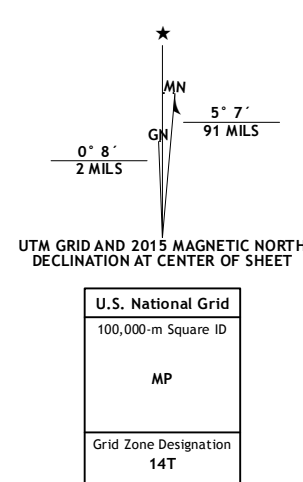 MN
GN
5° 7´
91 MILS
0° 8´
2 MILS
UTM GRID AND 2015 MAGNETIC NORTH
DECLINATION AT CENTER OF SHEET
U.S. National Grid
100,000-m Square ID
MP
Grid Zone Designation
14T